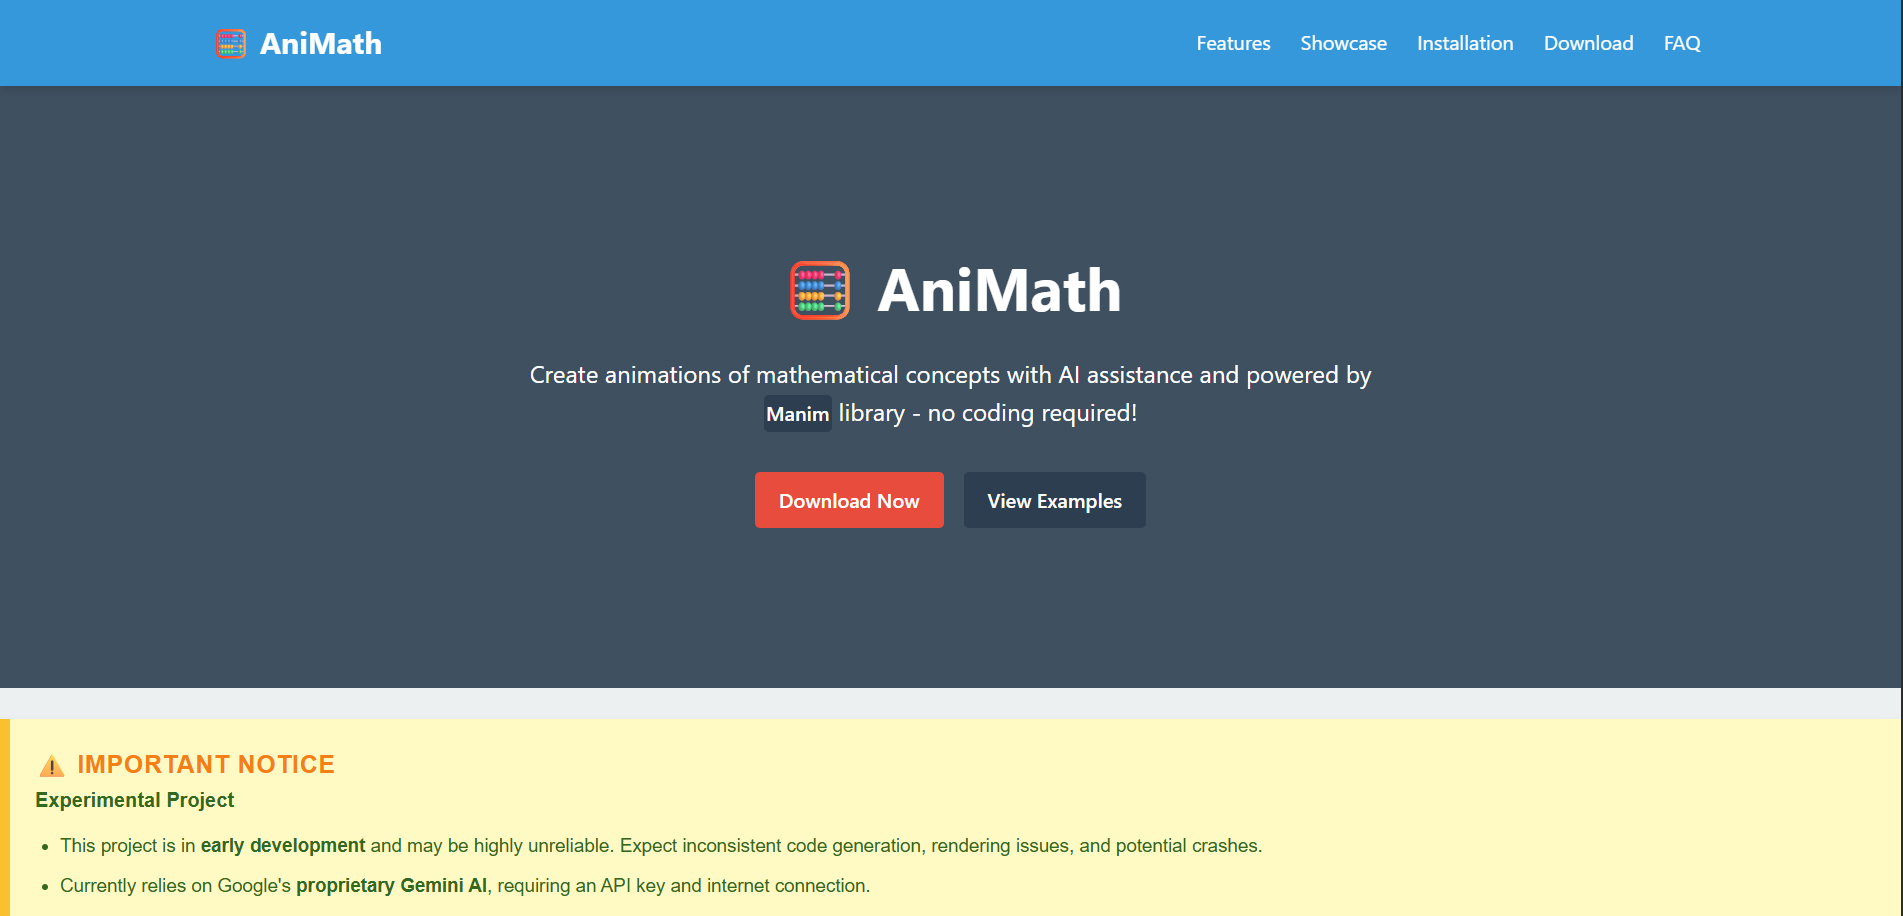 AniMath
Features Showcase Installation Download FAQ
AniMath
Create animations of mathematical concepts with AI assistance and powered by
Manim library - no coding required!
Download Now View Examples
IMPORTANT NOTICE
Experimental Project
• This project is in early development and may be highly unreliable. Expect inconsistent code generation, rendering issues, and potential crashes.
• Currently relies on Google's proprietary Gemini AI, requiring an API key and internet connection.